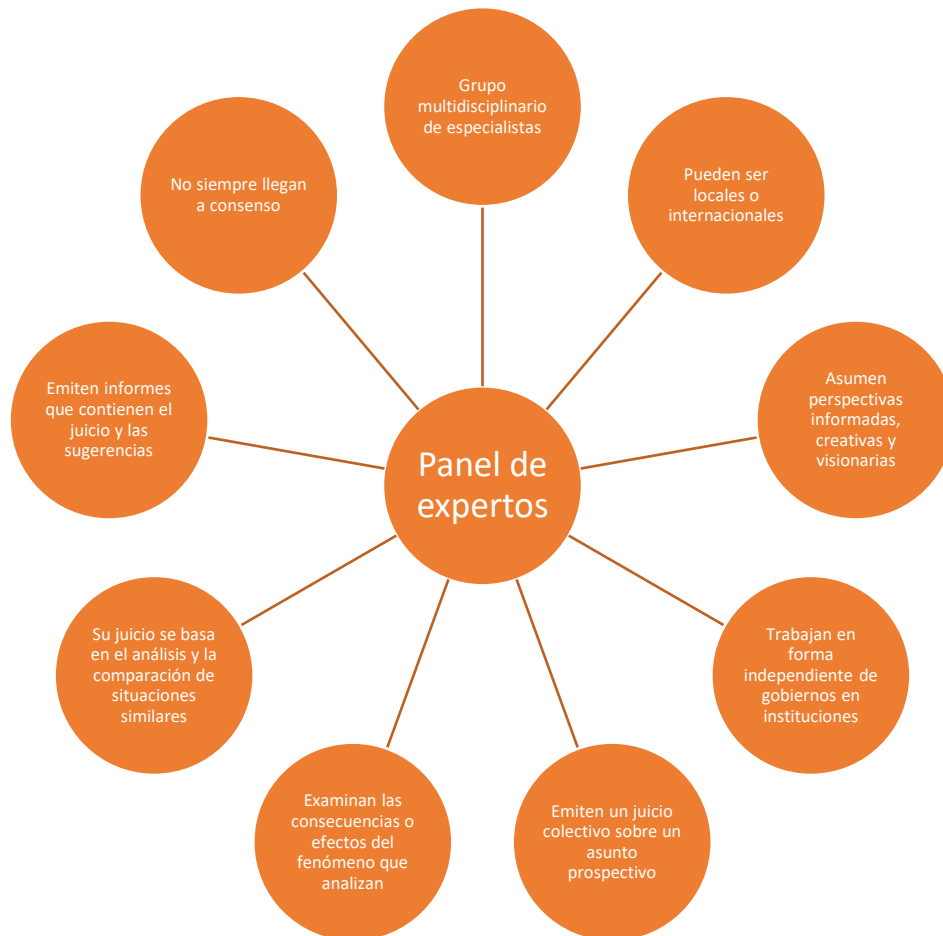 Grupo
multidisciplinario
de especialistas
Pueden ser
locales o
internacionales
Asumen
perspectivas
informadas,
creativas y
visionarias
Trabajan en
forma
independiente de
gobiernos en
instituciones
Emiten un juicio
colectivo sobre un
asunto
prospectivo
Examinan las
consecuencias o
efectos del
fenómeno que
analizan
Su juicio se basa
en el análisis y la
comparación de
situaciones
similares
Emiten informes
que contienen el
juicio y las
sugerencias
No siempre llegan
a consenso
Panel de
expertos